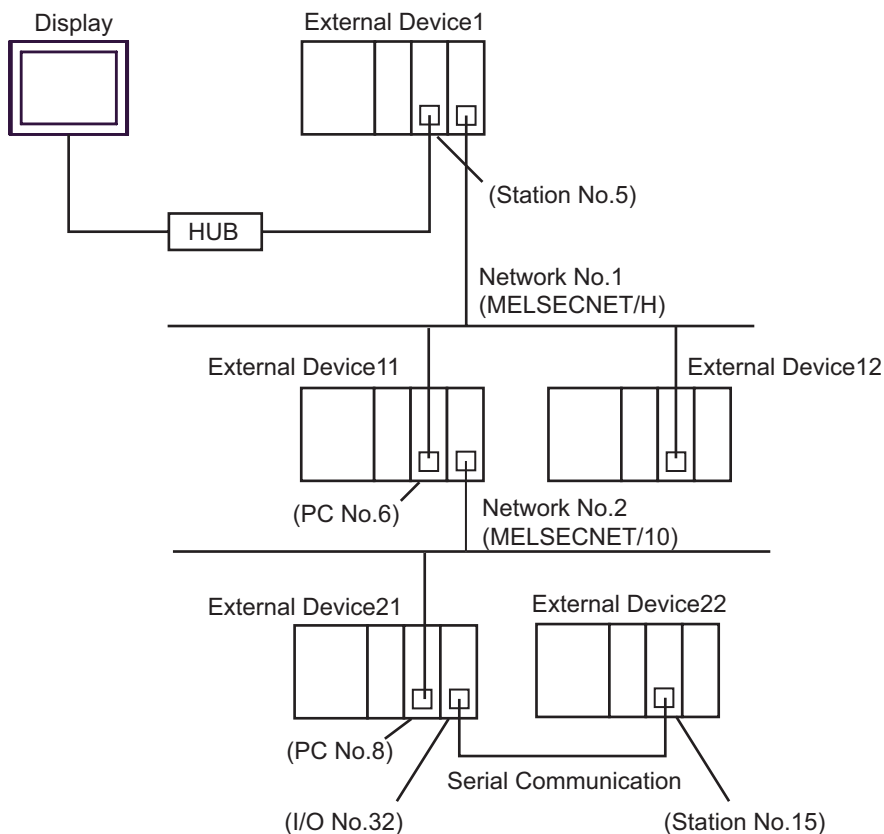 Display
External Device1
(Station No.5)
HUB
Network No.1
(MELSECNET/H)
External Device11
External Device12
(PC No.6)
Network No.2
(MELSECNET/10)
External Device21
External Device22
(PC No.8)
Serial Communication
(I/O No.32)
(Station No.15)